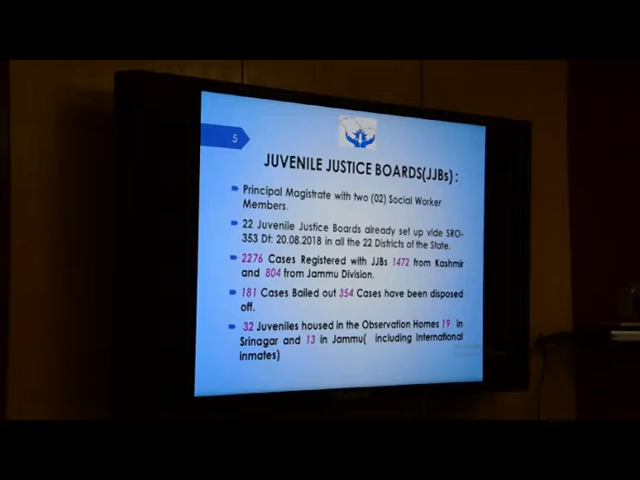 5
JUVENILE JUSTICE BOARDS(JJBs) :
Principal Magistrate with two (02) Social Worker
Members.
22 Juvenile Justice Boards already set up vide SRO-
353 Dt: 20.08.2018 in all the 22 Districts of the State.
2276 Cases Registered with JJBs 1472 from Kashmir
and 804 from Jammu Division.
181 Cases Bailed out 354 Cases have been disposed
off.
32 Juveniles housed in the Observation Homes 19 in
Srinagar and 13 in Jammu( including International
inmates)